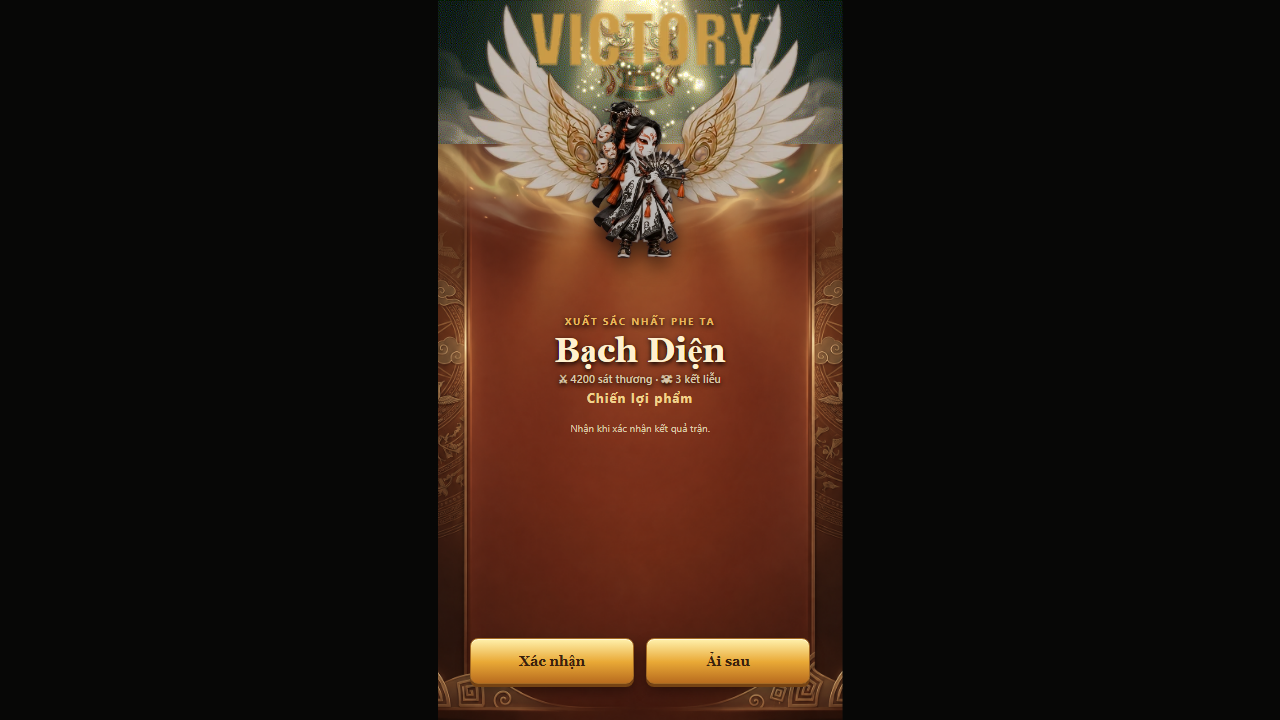 VICTORY
XUẤT SẮC NHẤT PHE TA
Bạch Diện
4200 sát thương · 3 kết liễu
Chiến lợi phẩm
Nhận khi xác nhận kết quả trận.
Xác nhận
Ải sau